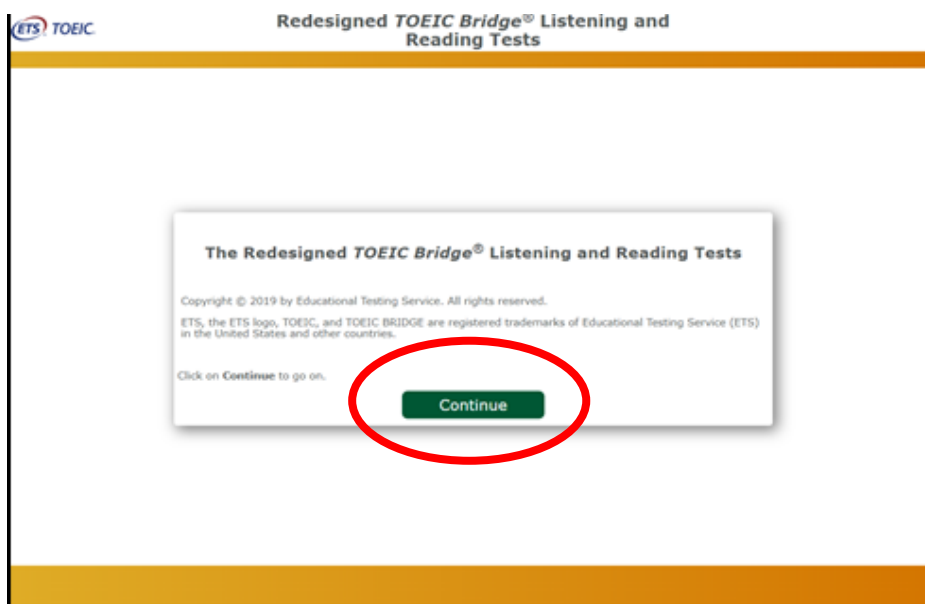 ETS TOEIC.
Redesigned TOEIC Bridge® Listening and
Reading Tests
The Redesigned TOEIC Bridge® Listening and Reading Tests
Copyright © 2019 by Educational Testing Service. All rights reserved.
ETS, the ETS logo, TOEIC, and TOEIC BRIDGE are registered trademarks of Educational Testing Service (ETS)
in the United States and other countries.
Click on Continue to go on.
Continue